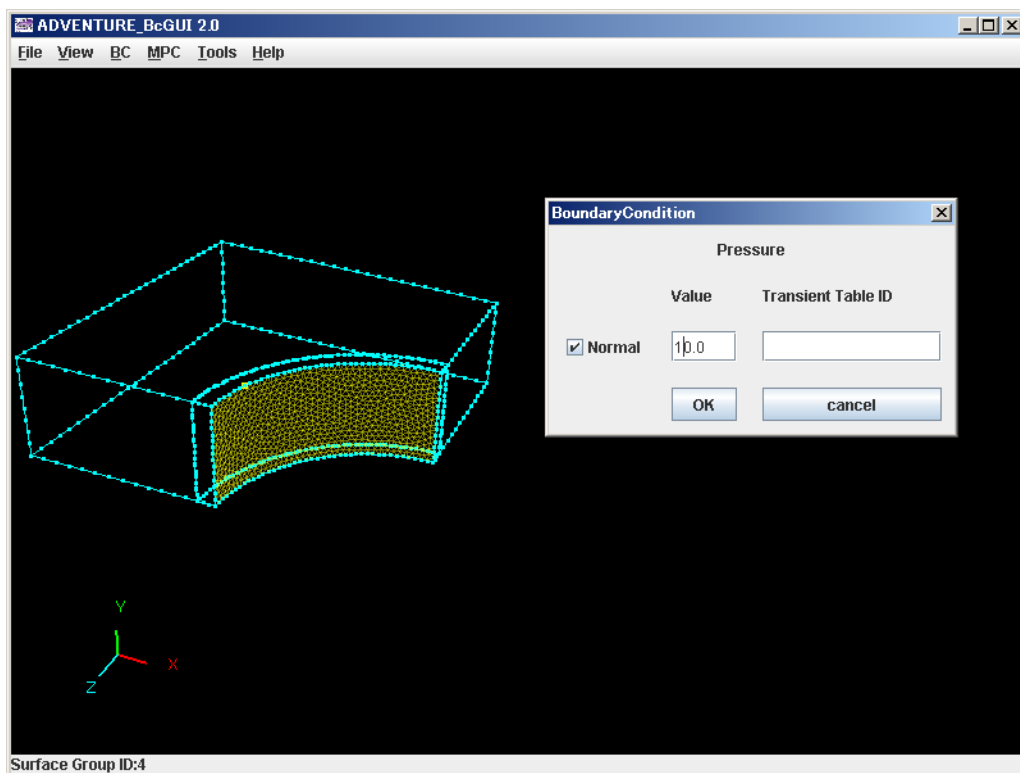 ADVENTURE_BcGUI 2.0
File View BC MPC Tools Help
BoundaryCondition
Pressure
Value Transient Table ID
Normal 10.0
OK cancel
Y
X
Z
Surface Group ID:4